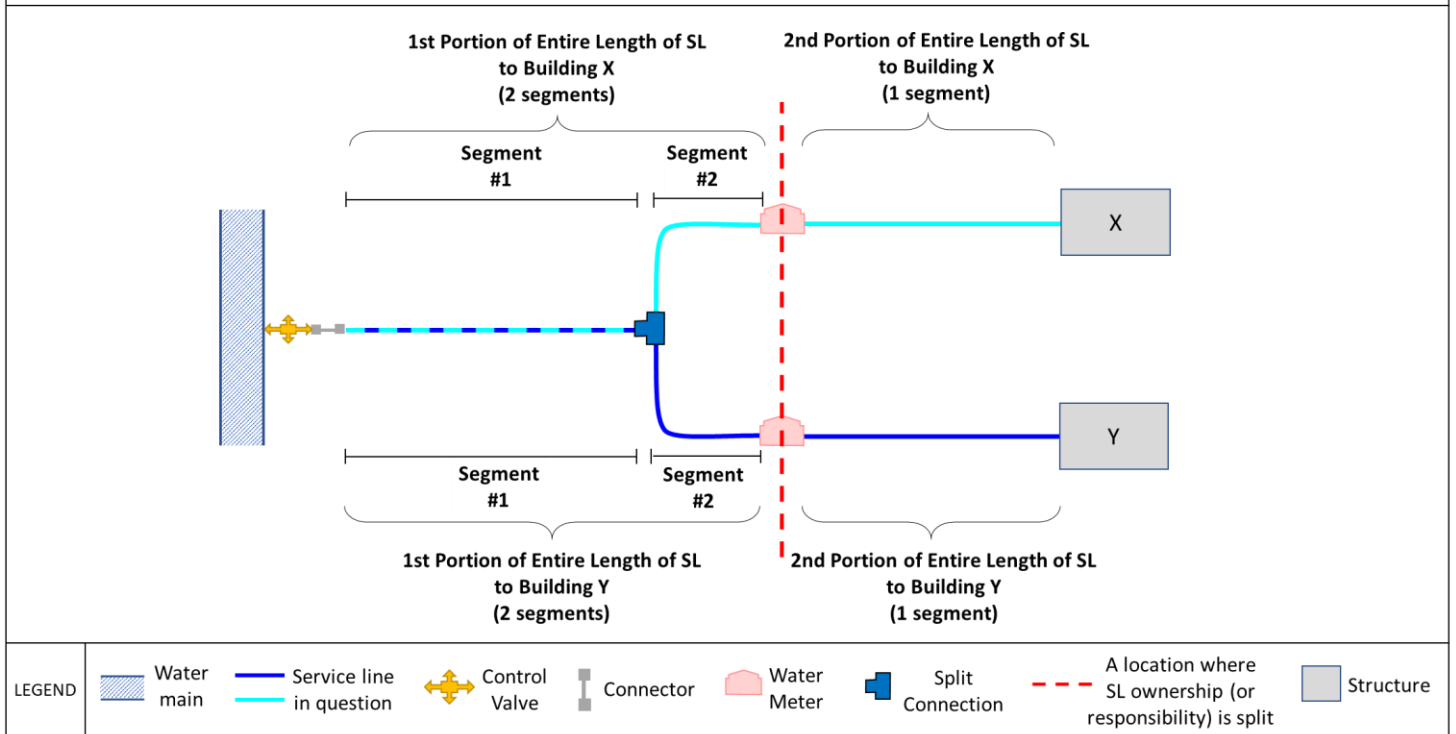 1st Portion of Entire Length of SL
to Building X
(2 segments)
2nd Portion of Entire Length of SL
to Building X
(1 segment)
Segment
#1
Segment
#2
X
Y
Segment
#1
Segment
#2
1st Portion of Entire Length of SL
to Building Y
(2 segments)
2nd Portion of Entire Length of SL
to Building Y
(1 segment)
LEGEND
Water
main
Service line
in question
Control
Valve
Connector
Water
Meter
Split
Connection
A location where
SL ownership (or
responsibility) is split
Structure